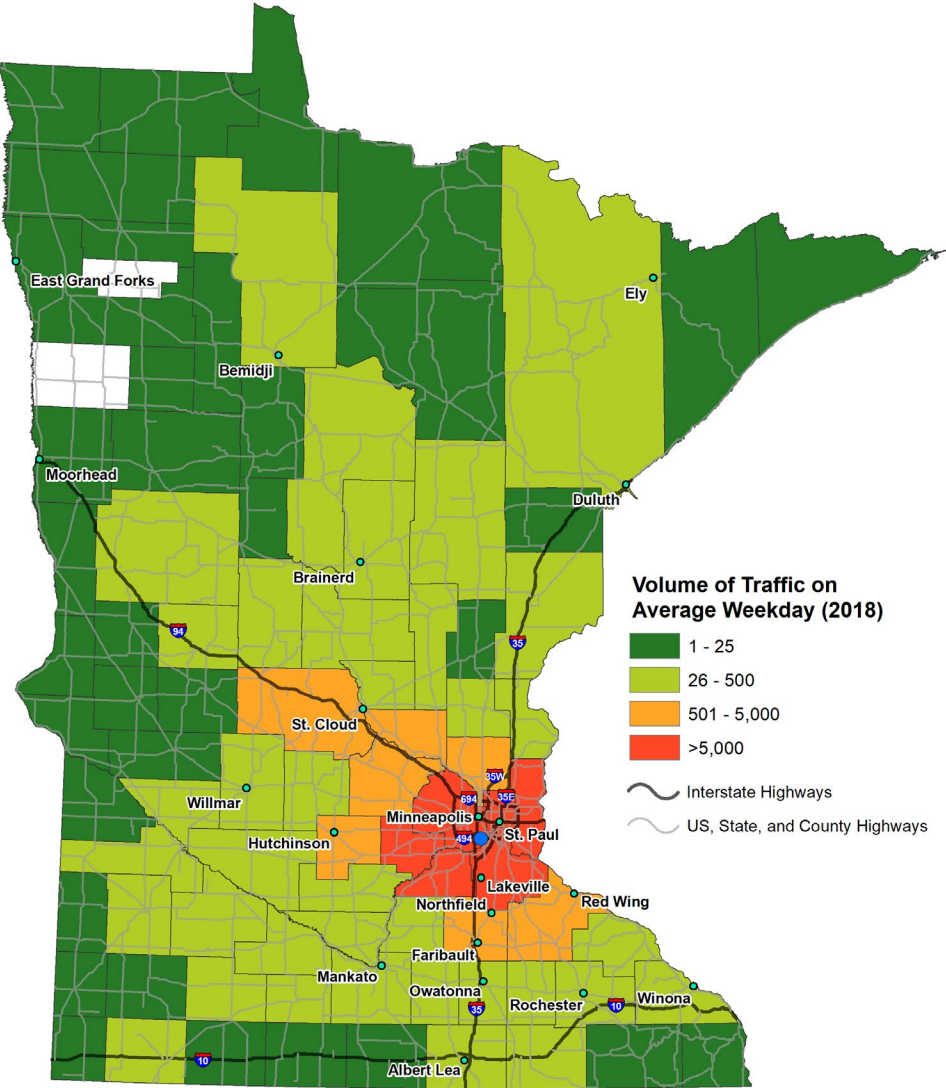 East Grand Forks
Ely
Bemidji
Moorhead
Duluth
Brainerd
Volume of Traffic on
Average Weekday (2018)
94
35
1 - 25
26 - 500
501 - 5,000
>5,000
St. Cloud
35W
694
35E
Interstate Highways
Willmar
Minneapolis
US, State, and County Highways
St. Paul
Hutchinson
494
Lakeville
Northfield
Red Wing
Faribault
Mankato
Owatonna
Rochester
Winona
35
10
10
Albert Lea